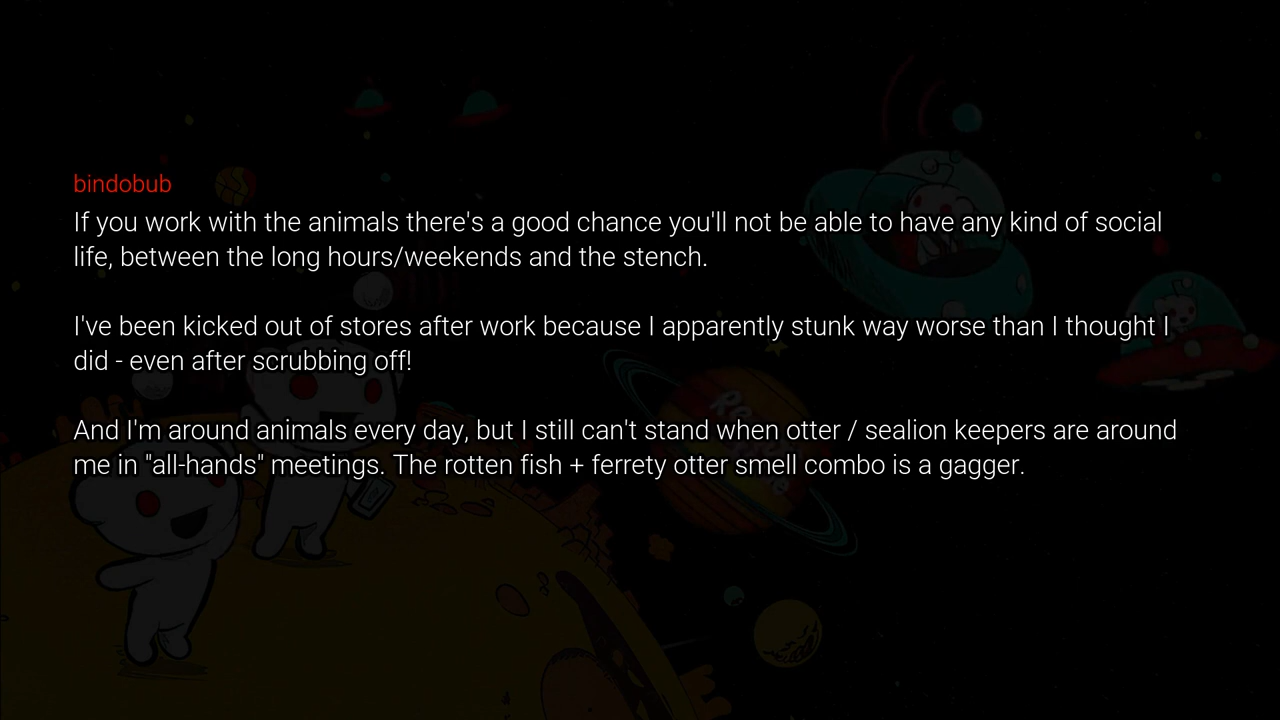 bindobub
If you work with the animals there's a good chance you'll not be able to have any kind of social
life, between the long hours/weekends and the stench.
I've been kicked out of stores after work because I apparently stunk way worse than I thought I
did - even after scrubbing off!
And I'm around animals every day, but I still can't stand when otter / sealion keepers are around
me in "all-hands" meetings. The rotten fish + ferrety otter smell combo is a gagger.